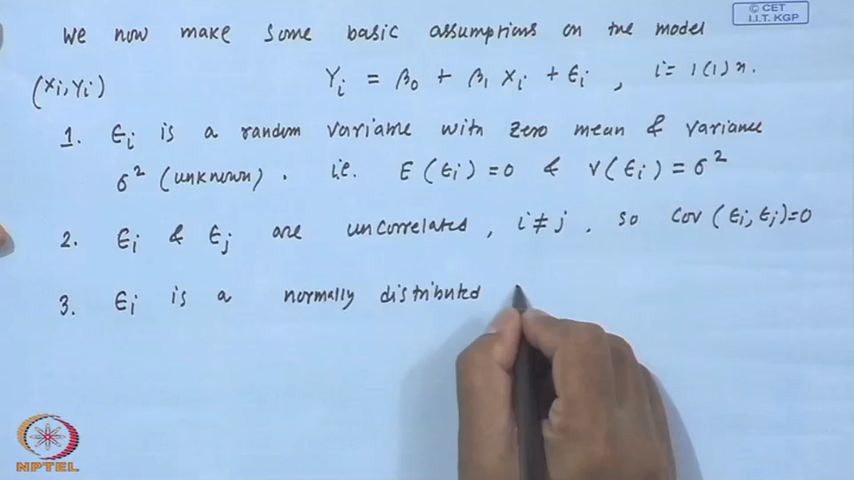 © CET
I.I.T. KGP
We now make some basic assumptions on the model
(Xi, Yi) Yi = β0 + β1 Xi + ϵi , i = 1(1)n.
1. ϵi is a random variable with zero mean & variance
σ² (unknown). i.e. E(ϵi) = 0 & V(ϵi) = σ²
2. ϵi & ϵj are uncorrelates, i ≠ j. so Cov(ϵi, ϵj)=0
3. ϵi is a normally distributed
NPTEL